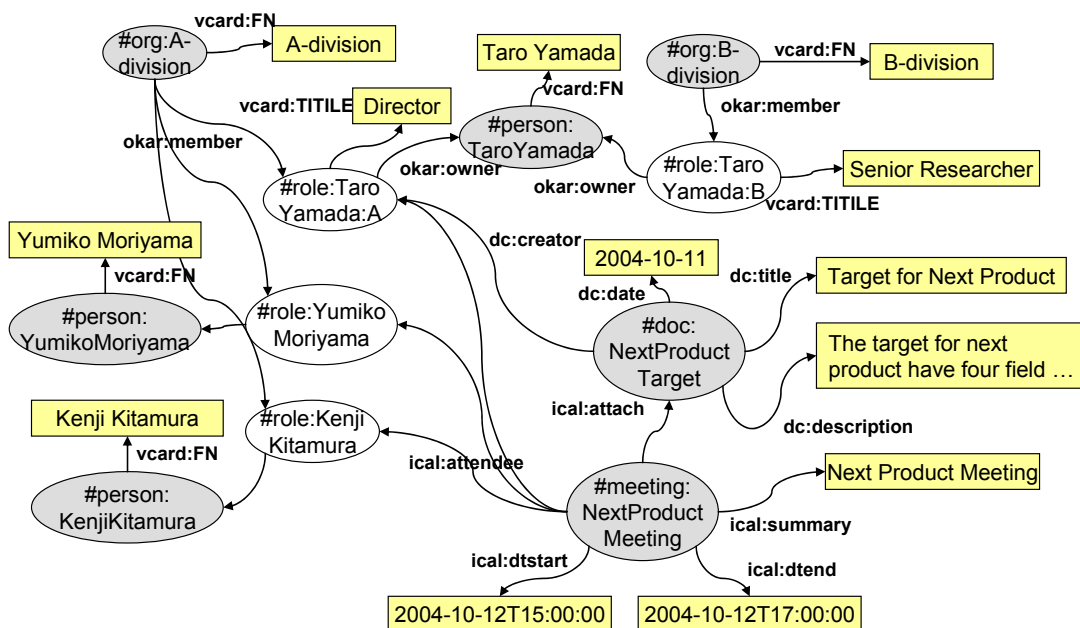 vcard:FN
#org:A-
division
A-division
Taro Yamada
#org:B-
division
vcard:FN
B-division
vcard:TITILE
Director
vcard:FN
okar:member
okar:member
#person:
TaroYamada
okar:owner
okar:owner
#role:Taro
Yamada:A
#role:Taro
Yamada:B
Senior Researcher
vcard:TITILE
Yumiko Moriyama
vcard:FN
dc:creator
2004-10-11
dc:title
Target for Next Product
dc:date
#person:
YumikoMoriyama
#role:Yumiko
Moriyama
#doc:
NextProduct
Target
The target for next
product have four field …
Kenji Kitamura
#role:Kenji
Kitamura
ical:attach
dc:description
vcard:FN
ical:attendee
#person:
KenjiKitamura
#meeting:
NextProduct
Meeting
Next Product Meeting
ical:summary
ical:dtstart
ical:dtend
2004-10-12T15:00:00
2004-10-12T17:00:00